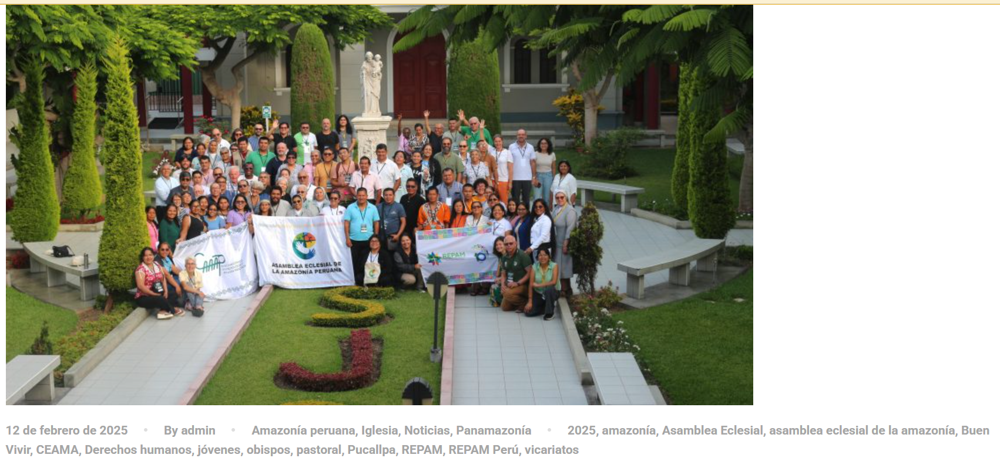 CAAAP
ASAMBLEA ECLESIAL DE
LA AMAZONÍA PERUANA
REPAM
S
J
12 de febrero de 2025 • By admin • Amazonía peruana, Iglesia, Noticias, Panamazonía • 2025, amazonía, Asamblea Eclesial, asamblea eclesial de la amazonía, Buen
Vivir, CEAMA, Derechos humanos, jóvenes, obispos, pastoral, Pucallpa, REPAM, REPAM Perú, vicariatos